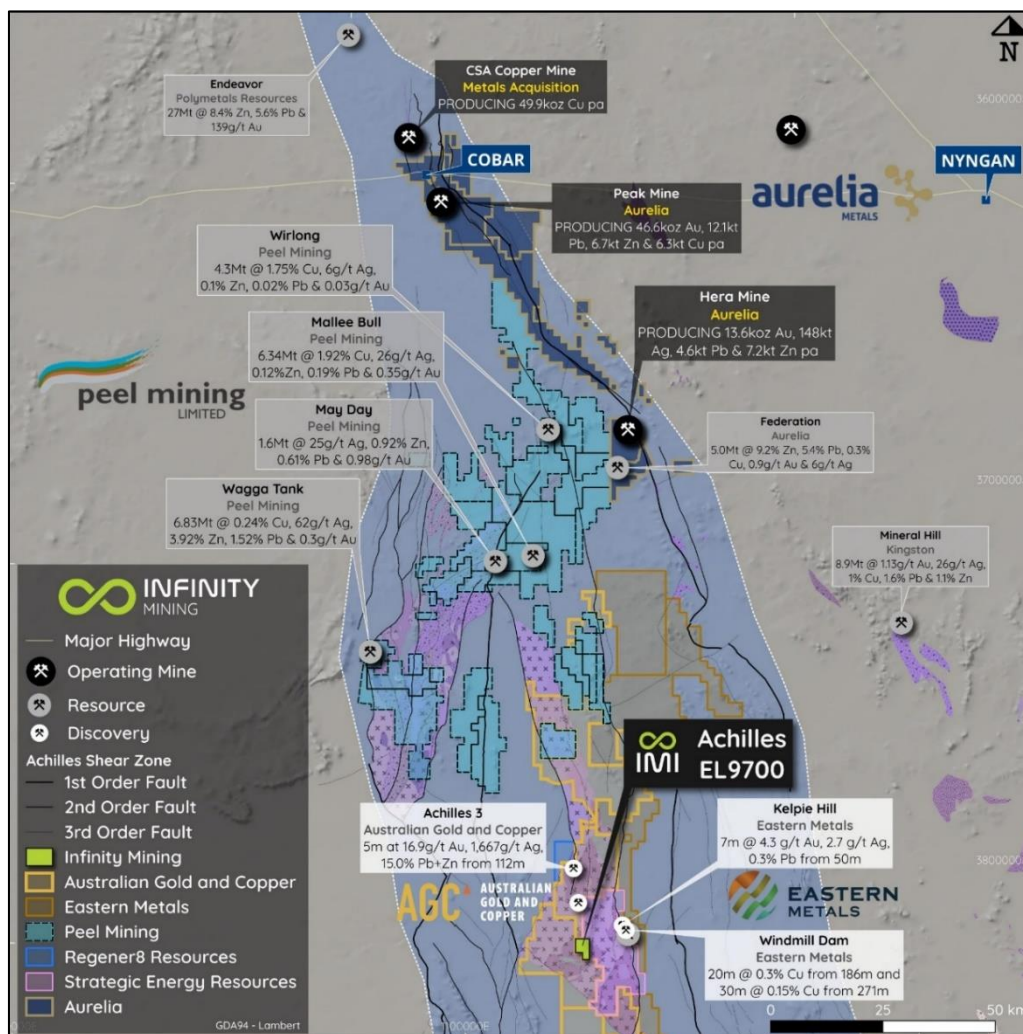 N
Endeavor
Polymetals Resources
27Mt @ 8.4% Zn, 5.6% Pb &
139g/t Au
CSA Copper Mine
Metals Acquisition
PRODUCING 49.9koz Cu pa
3600000
COBAR
NYNGAN
aurelia
METALS
Peak Mine
Aurelia
PRODUCING 46.6koz Au, 12.1kt
Pb, 6.7kt Zn & 6.3kt Cu pa
Wirlong
Peel Mining
4.3Mt @ 1.75% Cu, 6g/t Ag,
0.1% Zn, 0.02% Pb & 0.03g/t Au
Hera Mine
Aurelia
PRODUCING 13.6koz Au, 148kt
Ag, 4.6kt Pb & 7.2kt Zn pa
Mallee Bull
Peel Mining
6.34Mt @ 1.92% Cu, 26g/t Ag,
0.12%Zn, 0.19% Pb & 0.35g/t Au
peel mining
LIMITED
May Day
Peel Mining
1.6Mt @ 25g/t Ag, 0.92% Zn,
0.61% Pb & 0.98g/t Au
Federation
Aurelia
5.0Mt @ 9.2% Zn, 5.4% Pb, 0.3%
Cu, 0.9g/t Au & 6g/t Ag
3700000
Wagga Tank
Peel Mining
6.83Mt @ 0.24% Cu, 62g/t Ag,
3.92% Zn, 1.52% Pb & 0.3g/t Au
Mineral Hill
Kingston
8.9Mt @ 1.13g/t Au, 26g/t Ag,
1% Cu, 1.6% Pb & 1.1% Zn
INFINITY
MINING
Major Highway
Operating Mine
Resource
Discovery
Achilles Shear Zone
1st Order Fault
2nd Order Fault
3rd Order Fault
Infinity Mining
Australian Gold and Copper
Eastern Metals
Peel Mining
Regener8 Resources
Strategic Energy Resources
Aurelia
GDA94 - Lambert
IMI
Achilles
EL9700
Achilles 3
Australian Gold and Copper
5m at 16.9g/t Au, 1,667g/t Ag,
15.0% Pb+Zn from 112m
Kelpie Hill
Eastern Metals
7m @ 4.3 g/t Au, 2.7 g/t Ag,
0.3% Pb from 50m
3800000
AGC
AUSTRALIAN
GOLD AND
COPPER
EASTERN
METALS
Windmill Dam
Eastern Metals
20m @ 0.3% Cu from 186m and
30m @ 0.15% Cu from 271m
0 25 50 km